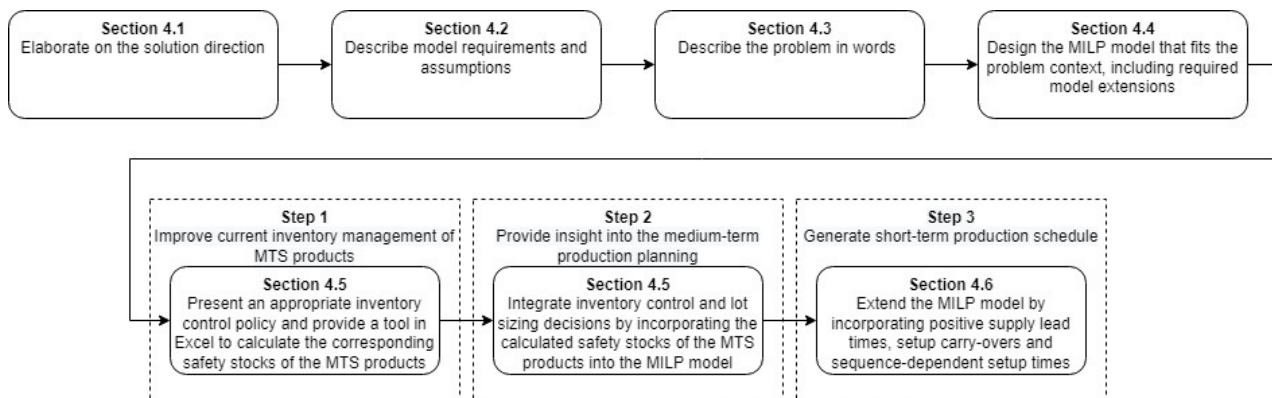 Section 4.1
Elaborate on the solution direction
Section 4.2
Describe model requirements and
assumptions
Section 4.3
Describe the problem in words
Section 4.4
Design the MILP model that fits the
problem context, including required
model extensions
Step 1
Improve current inventory management of
MTS products
Section 4.5
Present an appropriate inventory
control policy and provide a tool in
Excel to calculate the corresponding
safety stocks of the MTS products
Step 2
Provide insight into the medium-term
production planning
Section 4.5
Integrate inventory control and lot
sizing decisions by incorporating the
calculated safety stocks of the MTS
products into the MILP model
Step 3
Generate short-term production schedule
Section 4.6
Extend the MILP model by
incorporating positive supply lead
times, setup carry-overs and
sequence-dependent setup times